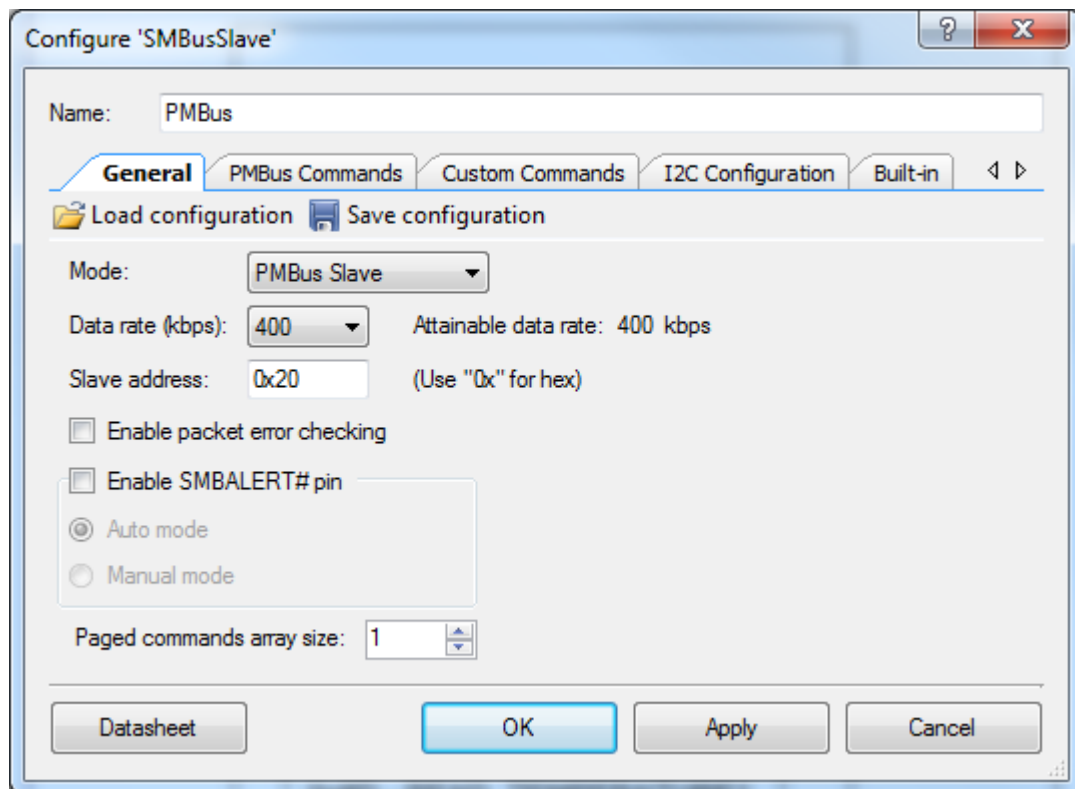 Configure 'SMBusSlave'
Name: PMBus
General PMBus Commands Custom Commands I2C Configuration Built-in
Load configuration Save configuration
Mode: PMBus Slave
Data rate (kbps): 400 Attainable data rate: 400 kbps
Slave address: 0x20 (Use "0x" for hex)
Enable packet error checking
Enable SMBALERT# pin
Auto mode
Manual mode
Paged commands array size: 1
Datasheet OK Apply Cancel